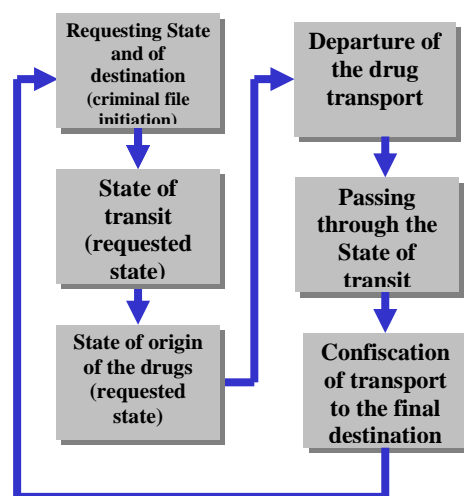 Requesting State
and of
destination
(criminal file
initiation)
State of
transit
(requested
state)
State of origin
of the drugs
(requested
state)
Departure of
the drug
transport
Passing
through the
State of
transit
Confiscation
of transport
to the final
destination